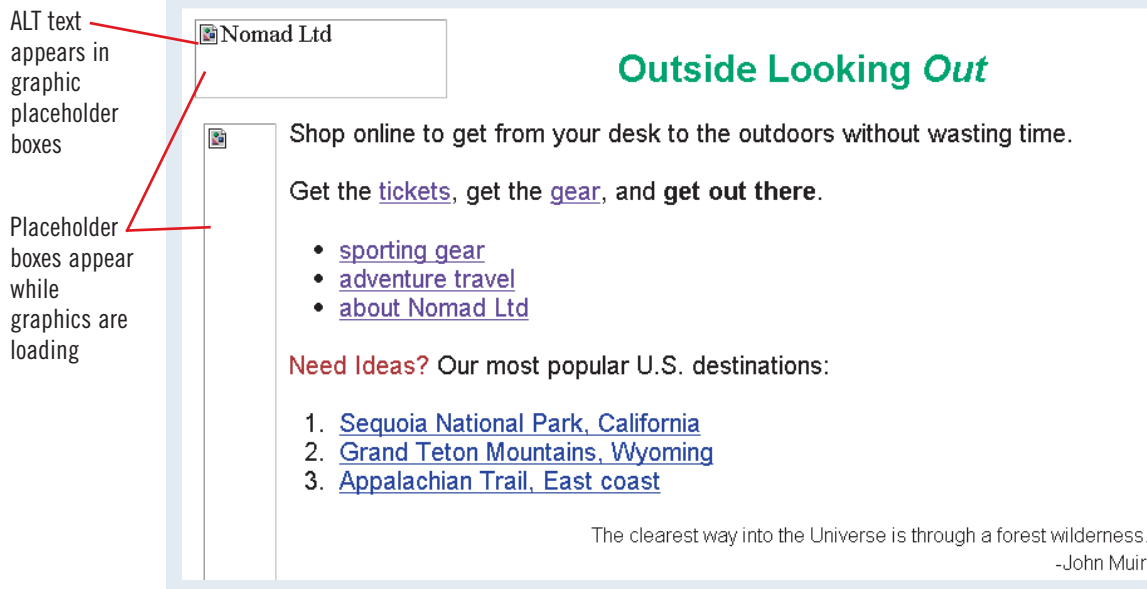 ALT text
appears in
graphic
placeholder
boxes
Placeholder
boxes appear
while
graphics are
loading
Nomad Ltd
Outside Looking Out
Shop online to get from your desk to the outdoors without wasting time.
Get the tickets, get the gear, and get out there.
• sporting gear
• adventure travel
• about Nomad Ltd
Need Ideas? Our most popular U.S. destinations:
1. Sequoia National Park, California
2. Grand Teton Mountains, Wyoming
3. Appalachian Trail, East coast
The clearest way into the Universe is through a forest wilderness.
-John Muir